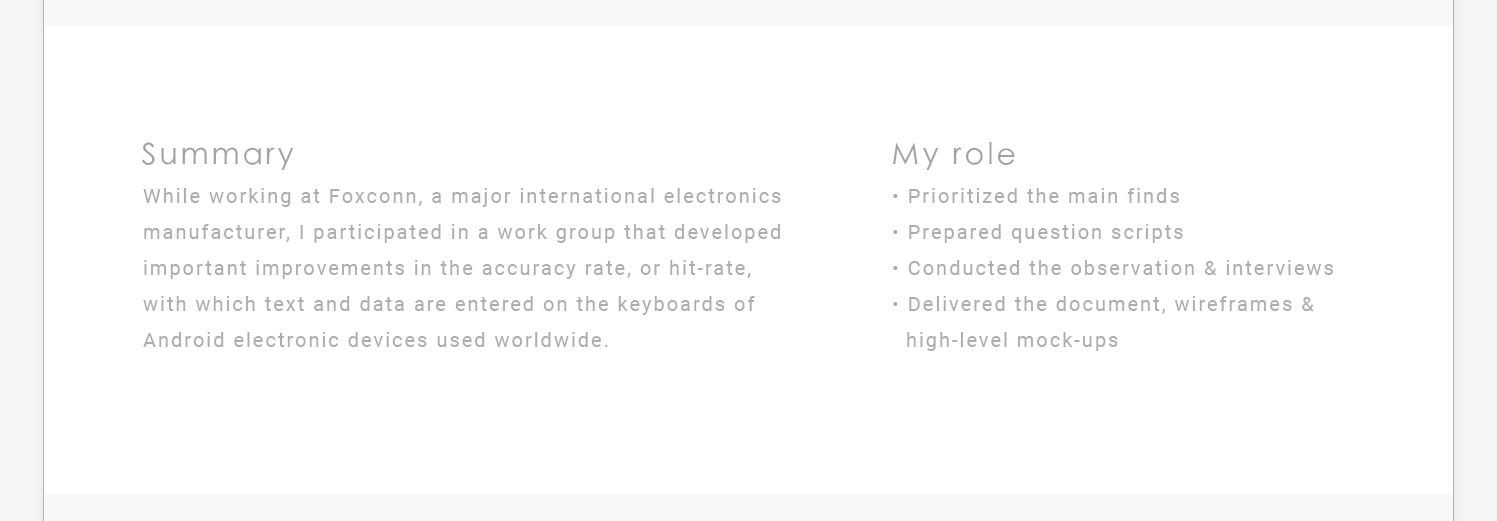 Summary
While working at Foxconn, a major international electronics
manufacturer, I participated in a work group that developed
important improvements in the accuracy rate, or hit-rate,
with which text and data are entered on the keyboards of
Android electronic devices used worldwide.
My role
• Prioritized the main finds
• Prepared question scripts
• Conducted the observation & interviews
• Delivered the document, wireframes &
high-level mock-ups